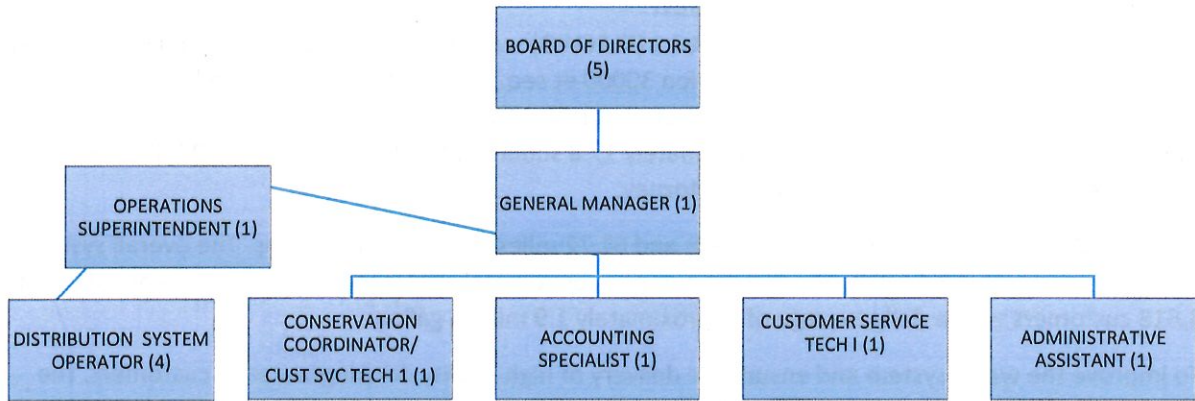 BOARD OF DIRECTORS
(5)
GENERAL MANAGER (1)
OPERATIONS
SUPERINTENDENT (1)
DISTRIBUTION SYSTEM
OPERATOR (4)
CONSERVATION
COORDINATOR/
CUST SVC TECH 1 (1)
ACCOUNTING
SPECIALIST (1)
CUSTOMER SERVICE
TECH I (1)
ADMINISTRATIVE
ASSISTANT (1)